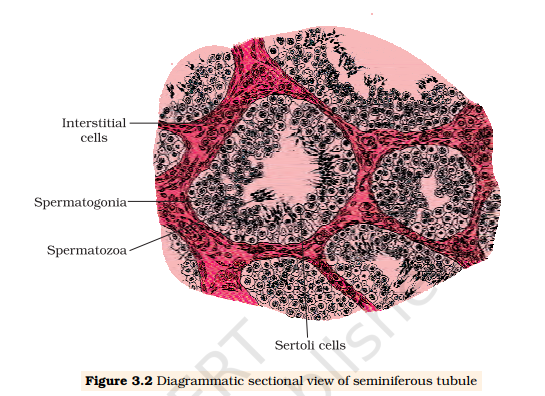 Interstitial
cells
Spermatogonia
Spermatozoa
Sertoli cells
Figure 3.2 Diagrammatic sectional view of seminiferous tubule